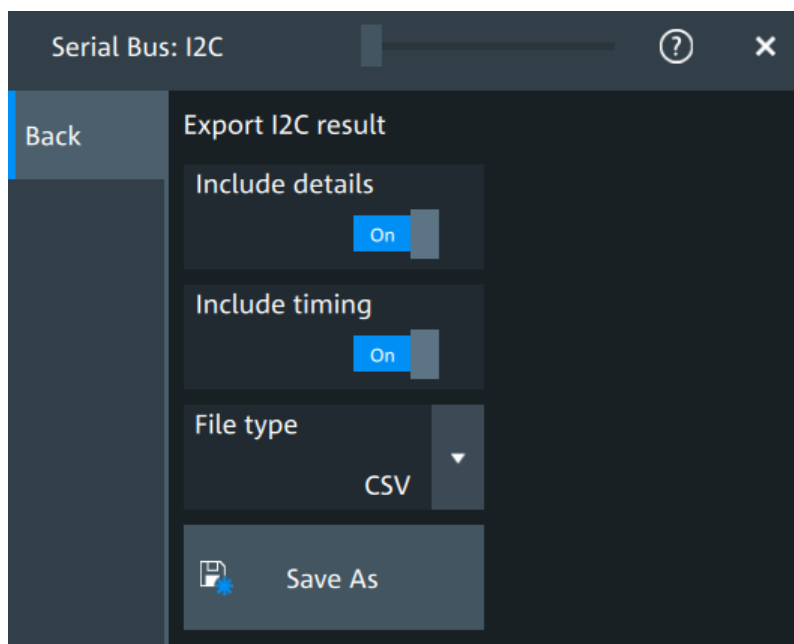 Serial Bus: I2C ?
Back
Export I2C result
Include details
On
Include timing
On
File type
CSV
Save As